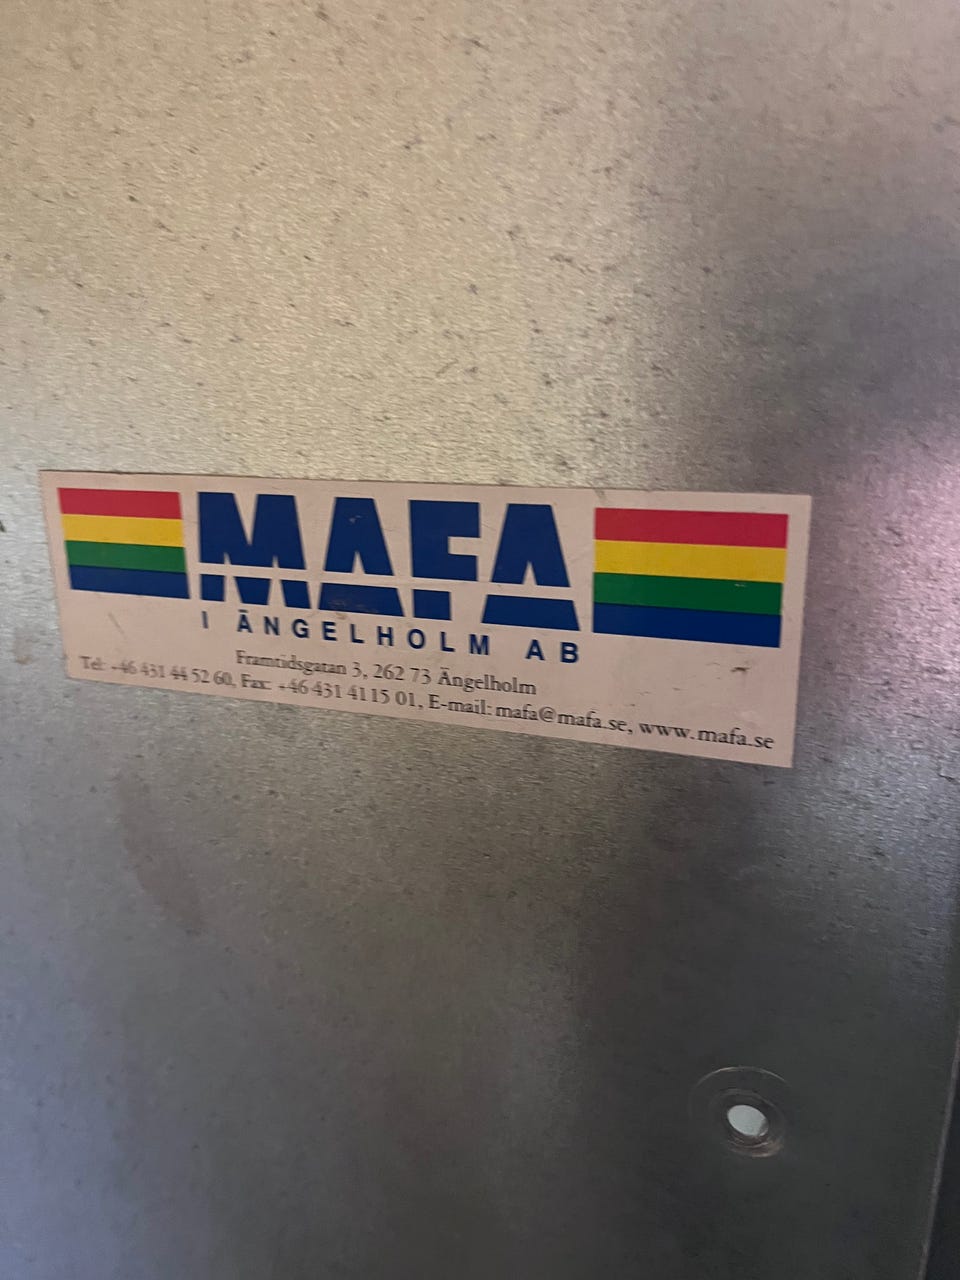 MAFA
I ÄNGELHOLM AB
Framtidsgatan 3, 262 73 Ängelholm
Tel: +46 431 44 52 60, Fax: +46 431 41 15 01, E-mail: mafa@mafa.se, www.mafa.se